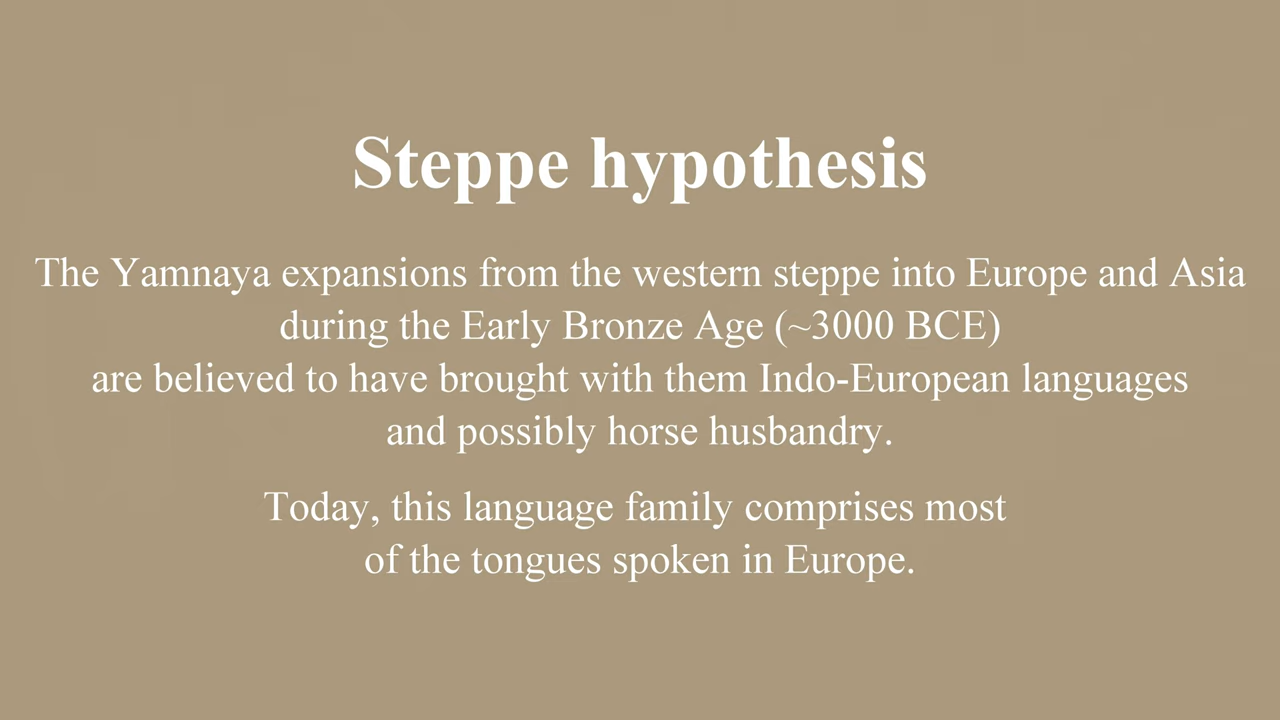 Steppe hypothesis
The Yamnaya expansions from the western steppe into Europe and Asia
during the Early Bronze Age (~3000 BCE)
are believed to have brought with them Indo-European languages
and possibly horse husbandry.
Today, this language family comprises most
of the tongues spoken in Europe.